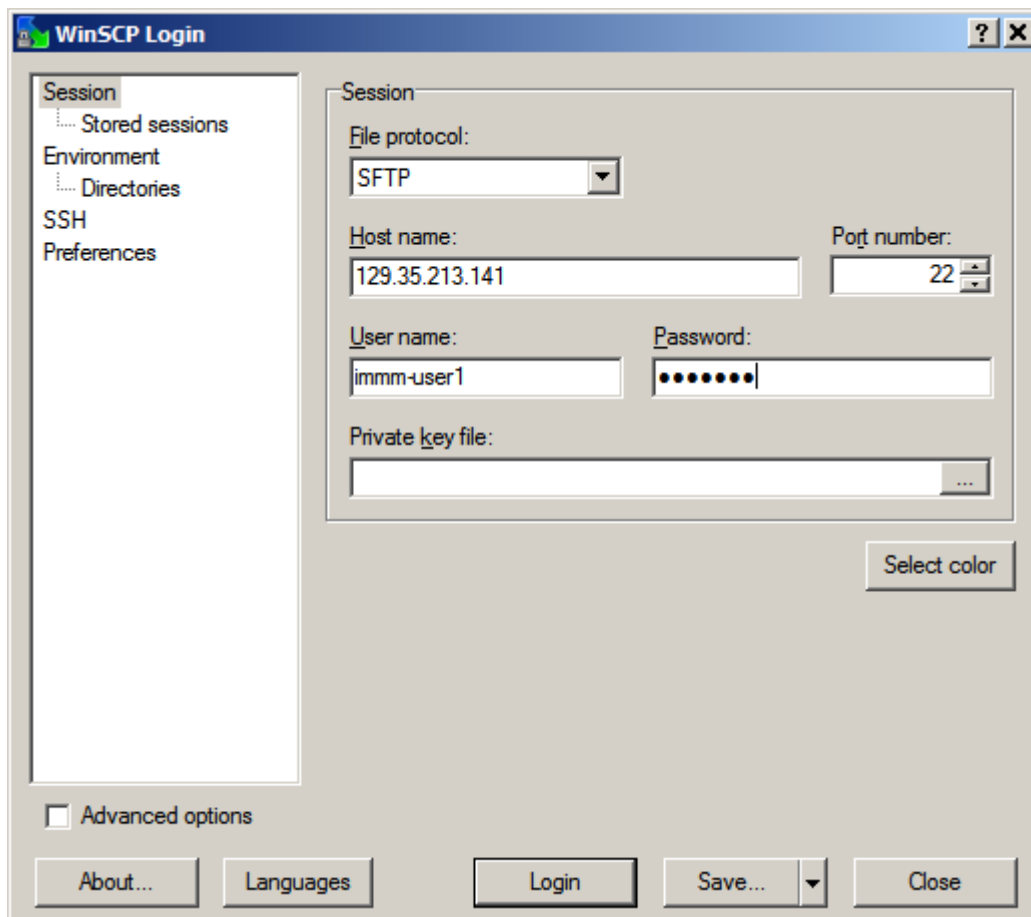 WinSCP Login
Session
Stored sessions
Environment
Directories
SSH
Preferences
Session
File protocol:
SFTP
Host name:
Port number:
129.35.213.141
22
User name:
Password:
immm-user1
●●●●●●●
Private key file:
...
Select color
Advanced options
About...
Languages
Login
Save...
Close